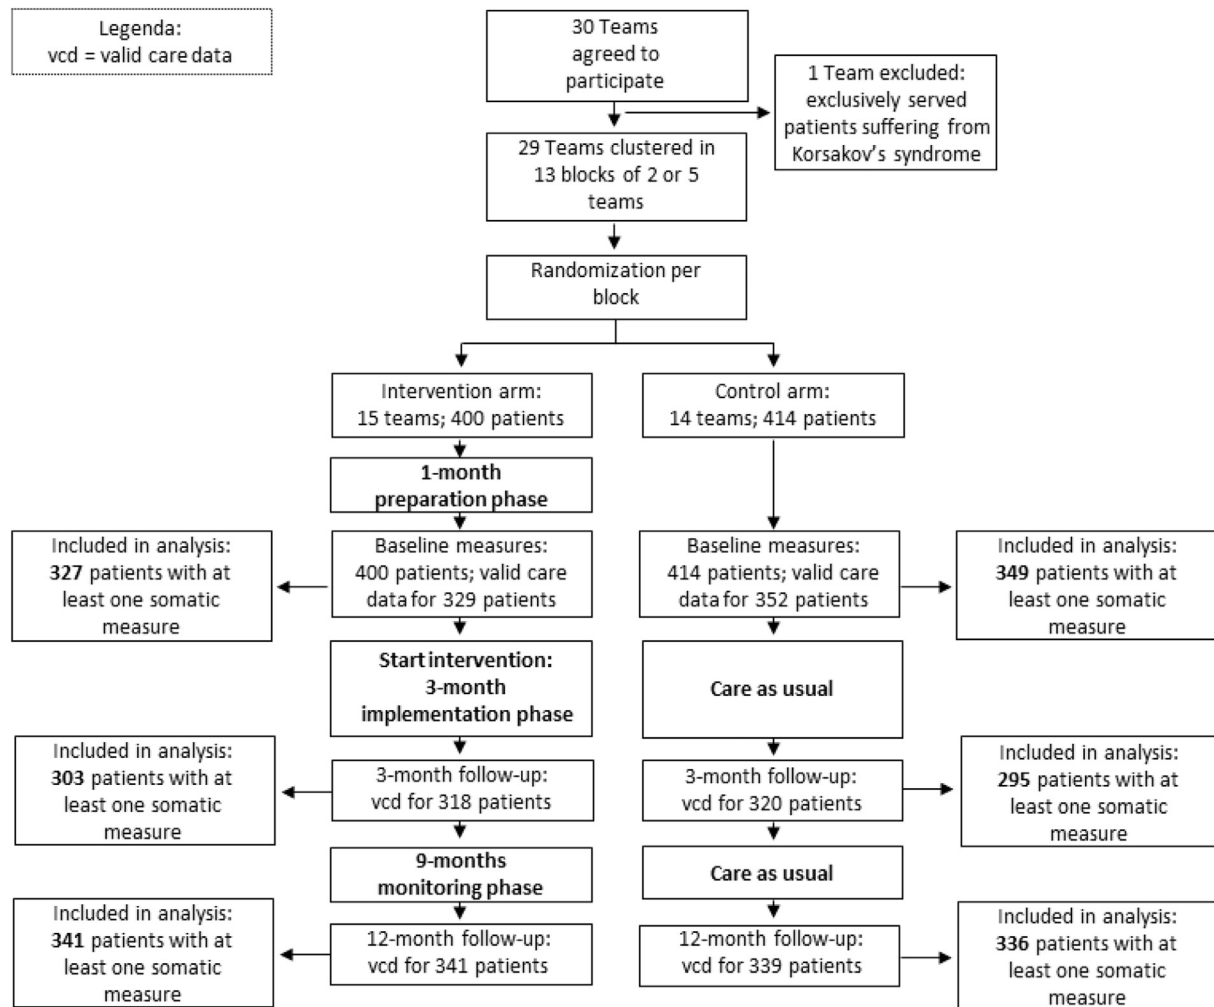 Legenda:
vcd = valid care data
30 Teams
agreed to
participate
1 Team excluded:
exclusively served
patients suffering from
Korsakov's syndrome
29 Teams clustered in
13 blocks of 2 or 5
teams
Randomization per
block
Intervention arm:
15 teams; 400 patients
Control arm:
14 teams; 414 patients
1-month
preparation phase
Included in analysis:
327 patients with at
least one somatic
measure
Baseline measures:
400 patients; valid care
data for 329 patients
Baseline measures:
414 patients; valid care
data for 352 patients
Included in analysis:
349 patients with at
least one somatic
measure
Start intervention:
3-month
implementation phase
Care as usual
Included in analysis:
303 patients with at
least one somatic
measure
3-month follow-up:
vcd for 318 patients
3-month follow-up:
vcd for 320 patients
Included in analysis:
295 patients with at
least one somatic
measure
9-months
monitoring phase
Care as usual
Included in analysis:
341 patients with at
least one somatic
measure
12-month follow-up:
vcd for 341 patients
12-month follow-up:
vcd for 339 patients
Included in analysis:
336 patients with at
least one somatic
measure